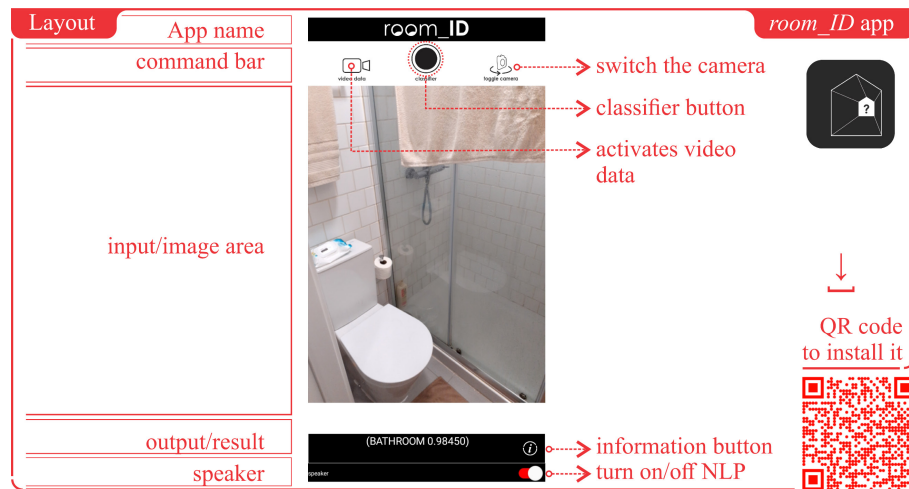 Layout
App name
command bar
input/image area
output/result
speaker
room_ID
video data
classifier
toggle camera
(BATHROOM 0.98450)
i
speaker
switch the camera
classifier button
activates video
data
information button
turn on/off NLP
room_ID app
?
QR code
to install it